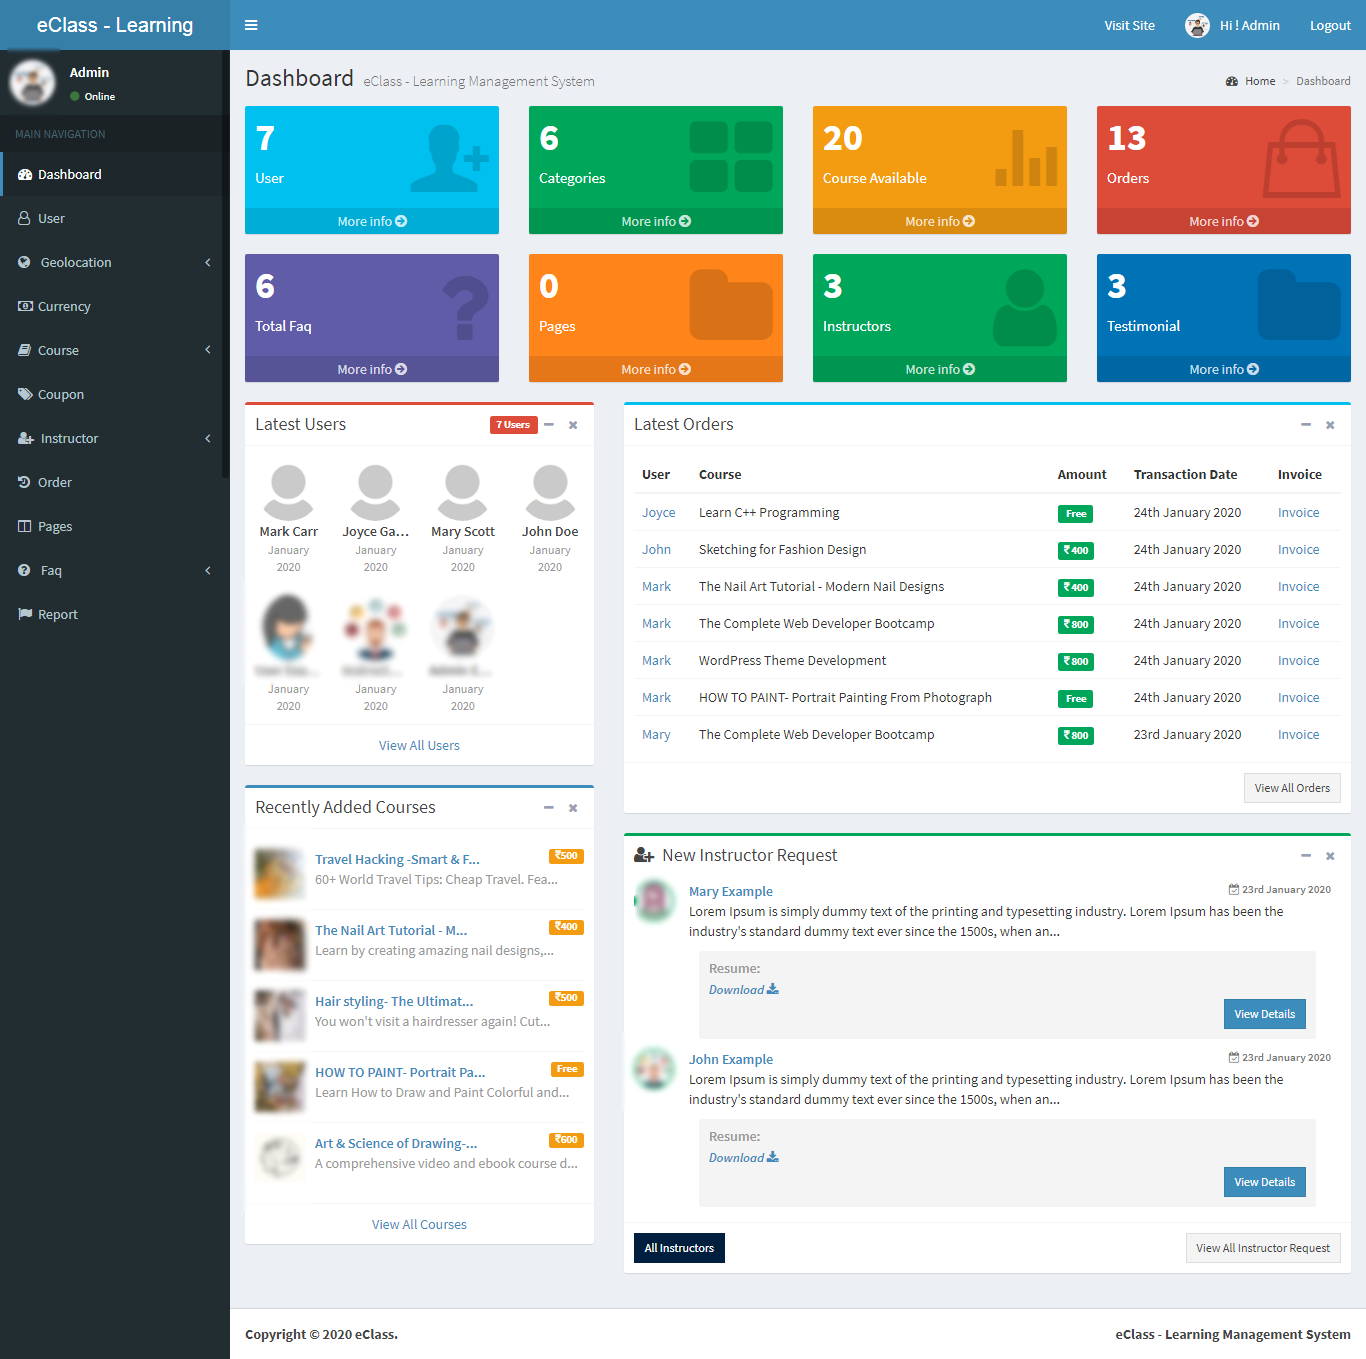 eClass - Learning
Visit Site
Hi ! Admin
Logout
Admin
Online
MAIN NAVIGATION
Dashboard
User
Geolocation
Currency
Course
Coupon
Instructor
Order
Pages
Faq
Report
Dashboard eClass - Learning Management System
Home > Dashboard
7
User
More info
6
Categories
More info
20
Course Available
More info
13
Orders
More info
6
Total Faq
More info
0
Pages
More info
3
Instructors
More info
3
Testimonial
More info
Latest Users
7 Users
Mark Carr
January
2020
Joyce Ga...
January
2020
Mary Scott
January
2020
John Doe
January
2020
January
2020
January
2020
January
2020
View All Users
Latest Orders
User Course Amount Transaction Date Invoice
Joyce Learn C++ Programming Free 24th January 2020 Invoice
John Sketching for Fashion Design ₹400 24th January 2020 Invoice
Mark The Nail Art Tutorial - Modern Nail Designs ₹400 24th January 2020 Invoice
Mark The Complete Web Developer Bootcamp ₹800 24th January 2020 Invoice
Mark WordPress Theme Development ₹800 24th January 2020 Invoice
Mark HOW TO PAINT- Portrait Painting From Photograph Free 24th January 2020 Invoice
Mary The Complete Web Developer Bootcamp ₹800 23rd January 2020 Invoice
View All Orders
Recently Added Courses
Travel Hacking -Smart & F... ₹500
60+ World Travel Tips: Cheap Travel. Fea...
The Nail Art Tutorial - M... ₹400
Learn by creating amazing nail designs,...
Hair styling- The Ultimat... ₹500
You won't visit a hairdresser again! Cut...
HOW TO PAINT- Portrait Pa... Free
Learn How to Draw and Paint Colorful and...
Art & Science of Drawing-... ₹600
A comprehensive video and ebook course d...
View All Courses
New Instructor Request
Mary Example 23rd January 2020
Lorem Ipsum is simply dummy text of the printing and typesetting industry. Lorem Ipsum has been the
industry's standard dummy text ever since the 1500s, when an...
Resume:
Download
View Details
John Example 23rd January 2020
Lorem Ipsum is simply dummy text of the printing and typesetting industry. Lorem Ipsum has been the
industry's standard dummy text ever since the 1500s, when an...
Resume:
Download
View Details
All Instructors
View All Instructor Request
Copyright © 2020 eClass.
eClass - Learning Management System